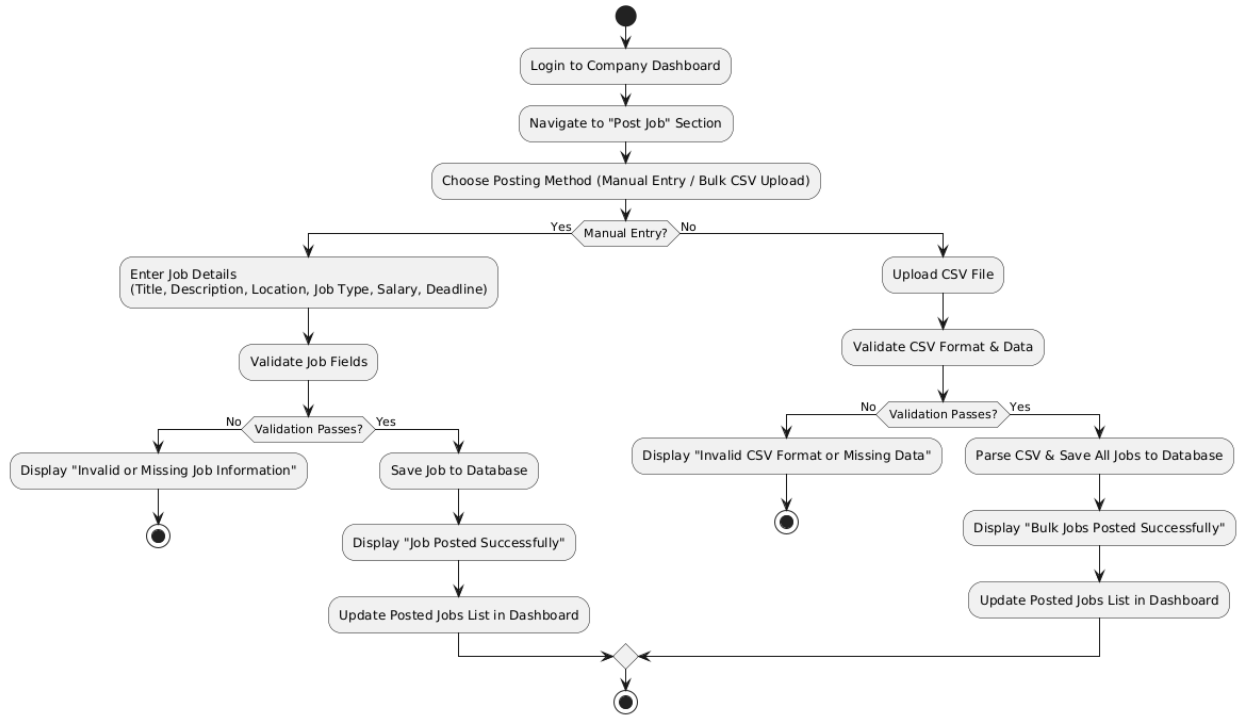 Login to Company Dashboard
Navigate to "Post Job" Section
Choose Posting Method (Manual Entry / Bulk CSV Upload)
Manual Entry?
Yes
No
Enter Job Details
(Title, Description, Location, Job Type, Salary, Deadline)
Validate Job Fields
Validation Passes?
No
Yes
Display "Invalid or Missing Job Information"
Save Job to Database
Display "Job Posted Successfully"
Update Posted Jobs List in Dashboard
Upload CSV File
Validate CSV Format & Data
Validation Passes?
No
Yes
Display "Invalid CSV Format or Missing Data"
Parse CSV & Save All Jobs to Database
Display "Bulk Jobs Posted Successfully"
Update Posted Jobs List in Dashboard